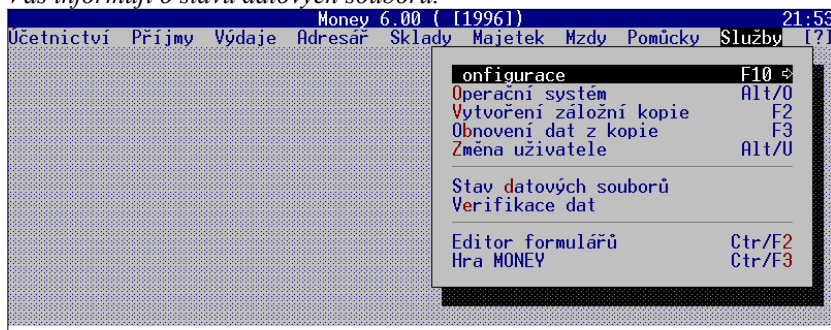 Vás informují o stavu datových souborů.
Money 6.00 ( [1996]) 21:53
Účetnictví Příjmy Výdaje Adresář Sklady Majetek Mzdy Pomůcky Služby [?]
onfigurace F10 ⇨
Operační systém Alt/O
Vytvoření záložní kopie F2
Obnovení dat z kopie F3
Změna uživatele Alt/U
Stav datových souborů
Verifikace dat
Editor formulářů Ctr/F2
Hra MONEY Ctr/F3